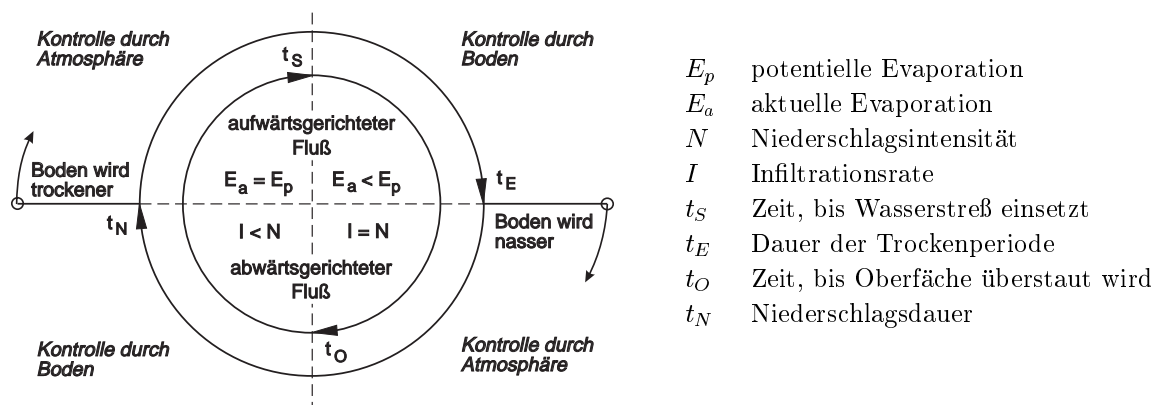 Kontrolle durch
Atmosphäre
Kontrolle durch
Boden
t_S
aufwärtsgerichteter
Fluß
Boden wird
trockener
E_a = E_p
E_a < E_p
t_E
t_N
I < N
I = N
Boden wird
nasser
abwärtsgerichteter
Fluß
t_O
Kontrolle durch
Boden
Kontrolle durch
Atmosphäre
E_p potentielle Evaporation
E_a aktuelle Evaporation
N Niederschlagsintensität
I Infiltrationsrate
t_S Zeit, bis Wasserstreß einsetzt
t_E Dauer der Trockenperiode
t_O Zeit, bis Oberfäche überstaut wird
t_N Niederschlagsdauer